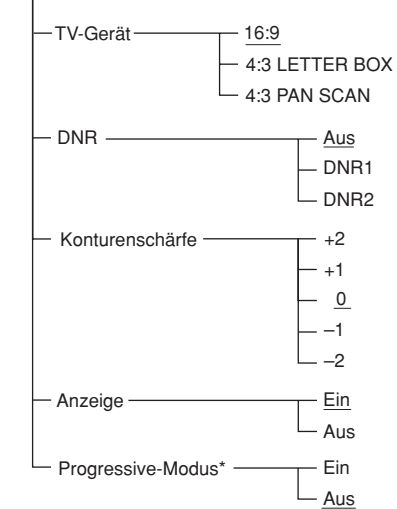 TV-Gerät 16:9
4:3 LETTER BOX
4:3 PAN SCAN
DNR Aus
DNR1
DNR2
Konturenschärfe +2
+1
0
–1
–2
Anzeige Ein
Aus
Progressive-Modus* Ein
Aus